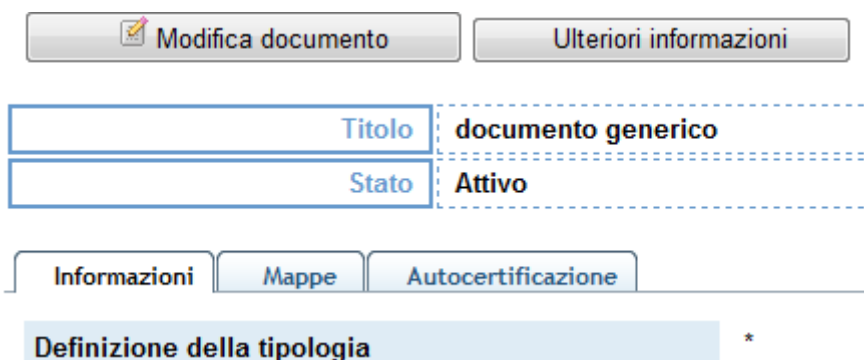 Modifica documento Ulteriori informazioni
Titolo documento generico
Stato Attivo
Informazioni Mappe Autocertificazione
Definizione della tipologia *